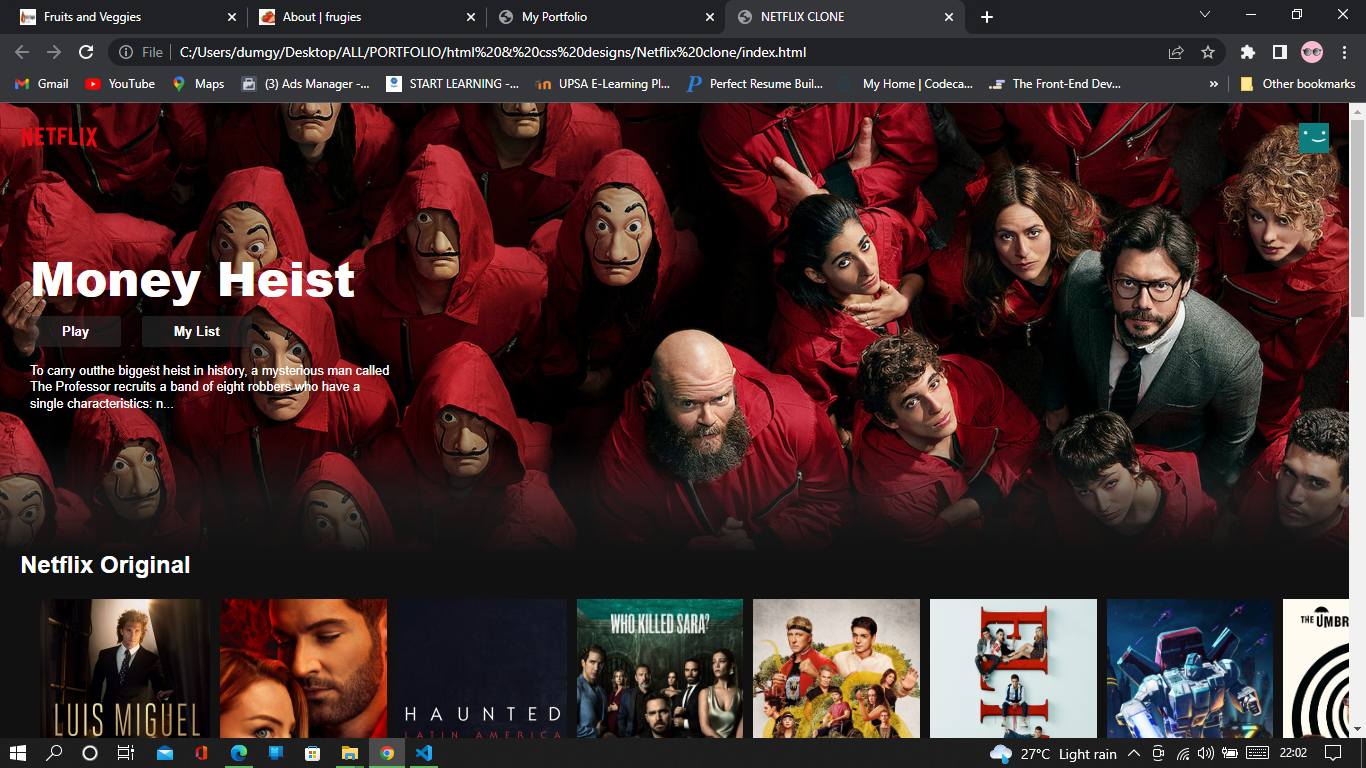 Fruits and Veggies
About | frugies
My Portfolio
NETFLIX CLONE
File
C:/Users/dumgy/Desktop/ALL/PORTFOLIO/html%20&%20css%20designs/Netflix%20clone/index.html
Gmail
YouTube
Maps
(3) Ads Manager -...
START LEARNING -...
UPSA E-Learning Pl...
Perfect Resume Buil...
My Home | Codeca...
The Front-End Dev...
»
Other bookmarks
NETFLIX
Money Heist
Play
My List
To carry outthe biggest heist in history, a mysterious man called
The Professor recruits a band of eight robbers who have a
single characteristics: n...
Netflix Original
LUIS MIGUEL
HAUNTED
LATIN AMERICA
WHO KILLED SARA?
THE UMBR
27°C Light rain
22:02